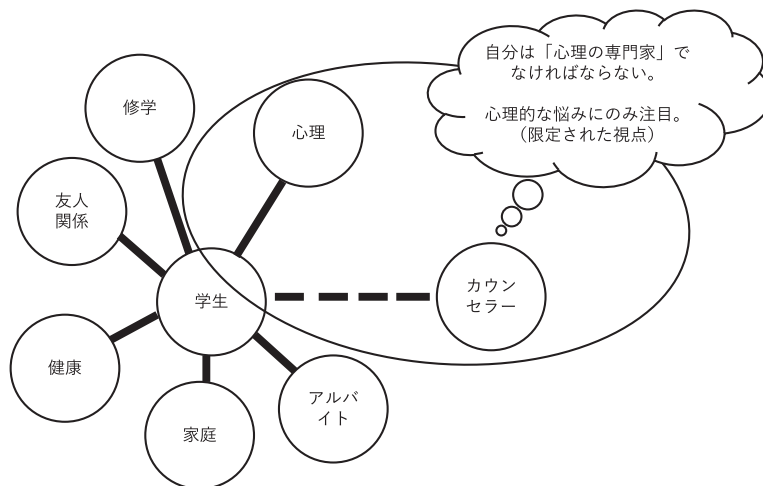 自分は「心理の専門家」で
なければならない。
心理的な悩みにのみ注目。
（限定された視点）
修学
心理
友人
関係
学生
カウン
セラー
健康
家庭
アルバ
イト